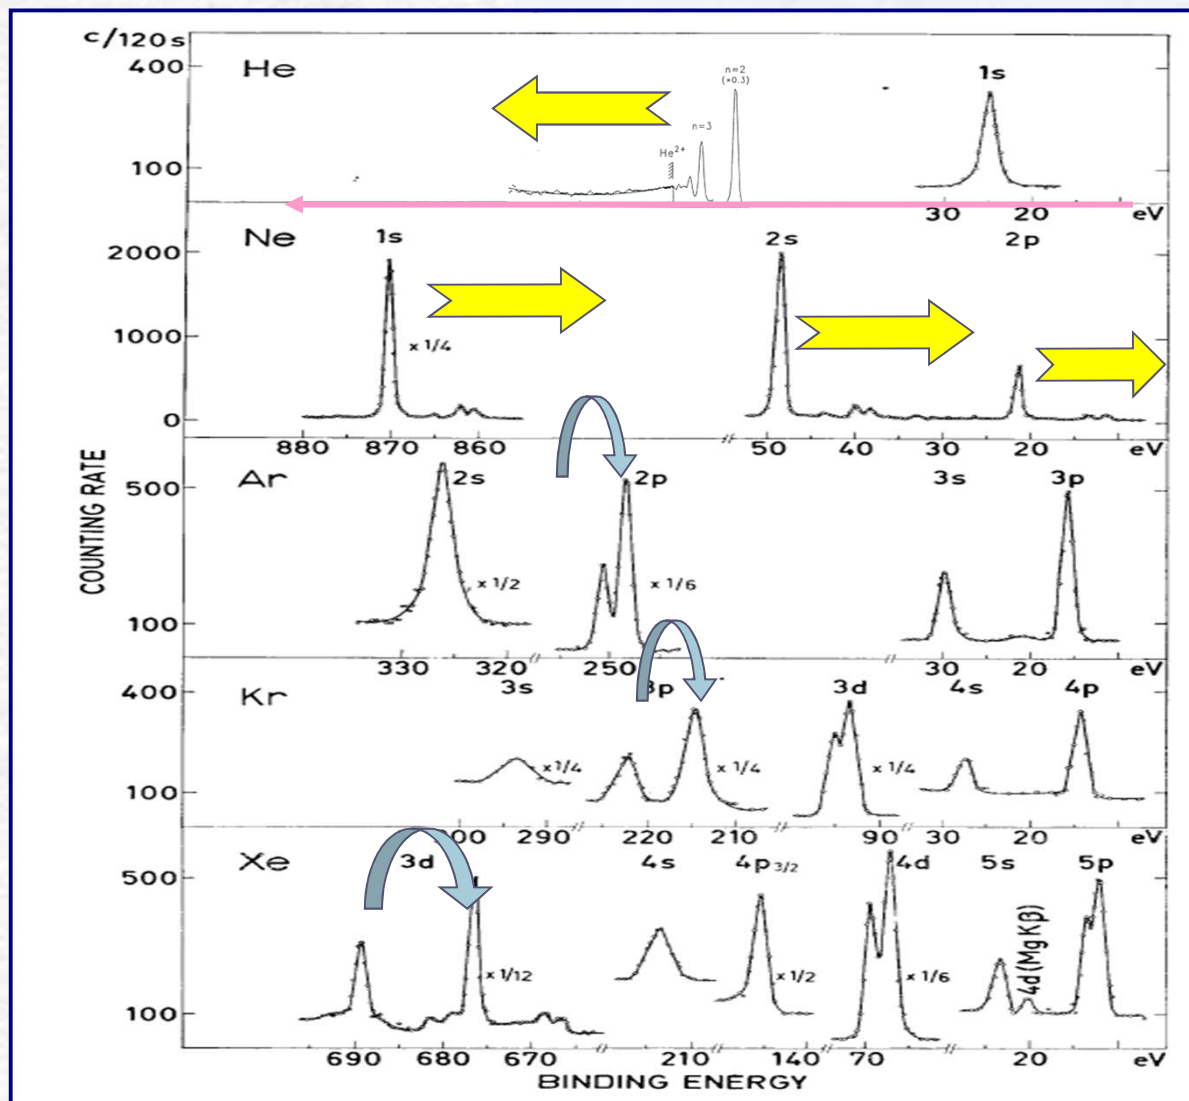 c/120 s
400
He
n=2
(×0.3)
1s
n=3
He²⁺
100
30 20 eV
Ne 1s 2s 2p
2000
1000
× 1/4
0
880 870 860 50 40 30 20 eV
Ar 2s 2p 3s 3p
500
× 1/2 × 1/6
100
330 320 250 30 20 eV
Kr 3s 3p 3d 4s 4p
400
×1/4 × 1/4 × 1/4
100
290 220 210 90 30 20 eV
Xe 3d 4s 4p 3/2 4d 5s 5p
500
4d (Mg Kβ)
× 1/12 × 1/2 × 1/6
100
690 680 670 210 140 70 20 eV
BINDING ENERGY
COUNTING RATE